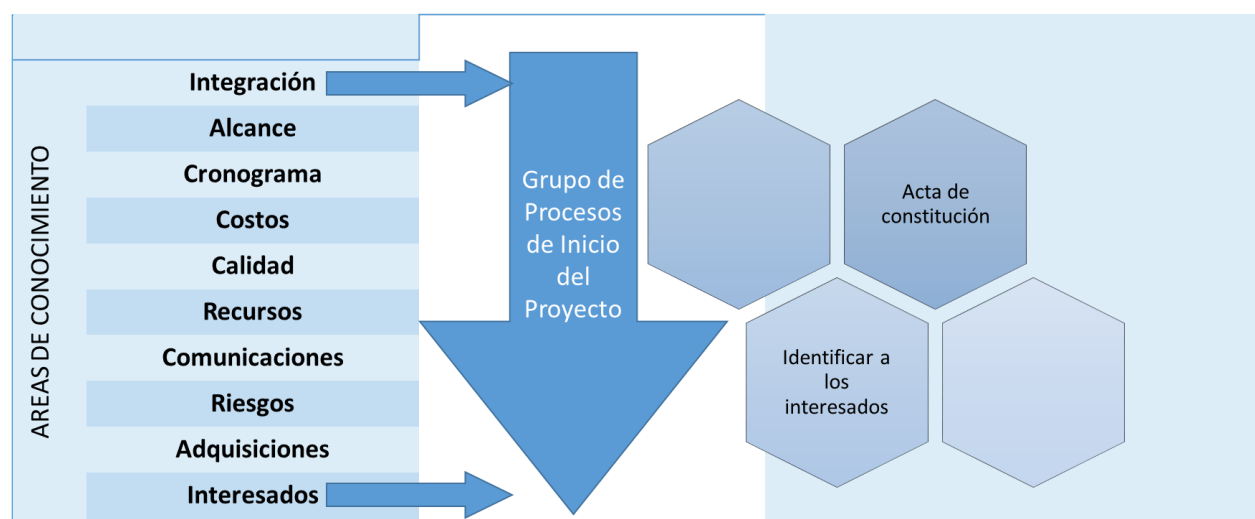 AREAS DE CONOCIMIENTO
Integración
Alcance
Cronograma
Costos
Calidad
Recursos
Comunicaciones
Riesgos
Adquisiciones
Interesados
Grupo de
Procesos
de Inicio
del
Proyecto
Acta de
constitución
Identificar a
los
interesados